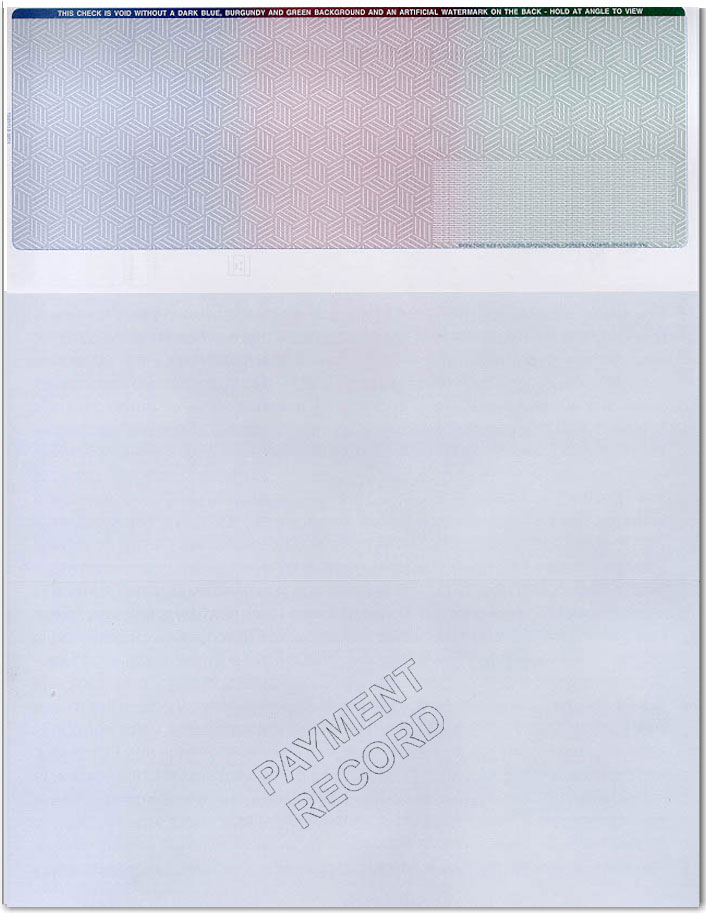 THIS CHECK IS VOID WITHOUT A DARK BLUE, BURGUNDY AND GREEN BACKGROUND AND AN ARTIFICIAL WATERMARK ON THE BACK - HOLD AT ANGLE TO VIEW
PAYMENT
RECORD